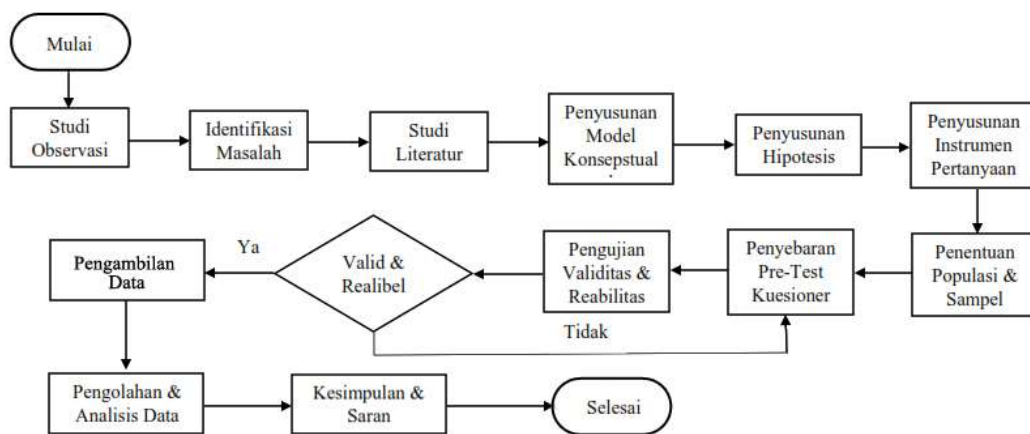 Mulai
Studi
Observasi
Identifikasi
Masalah
Studi
Literatur
Penyusunan
Model
Konsepstual
Penyusunan
Hipotesis
Penyusunan
Instrumen
Pertanyaan
Penentuan
Populasi &
Sampel
Penyebaran
Pre-Test
Kuesioner
Pengujian
Validitas &
Reabilitas
Valid &
Realibel
Ya
Tidak
Pengambilan
Data
Pengolahan &
Analisis Data
Kesimpulan &
Saran
Selesai